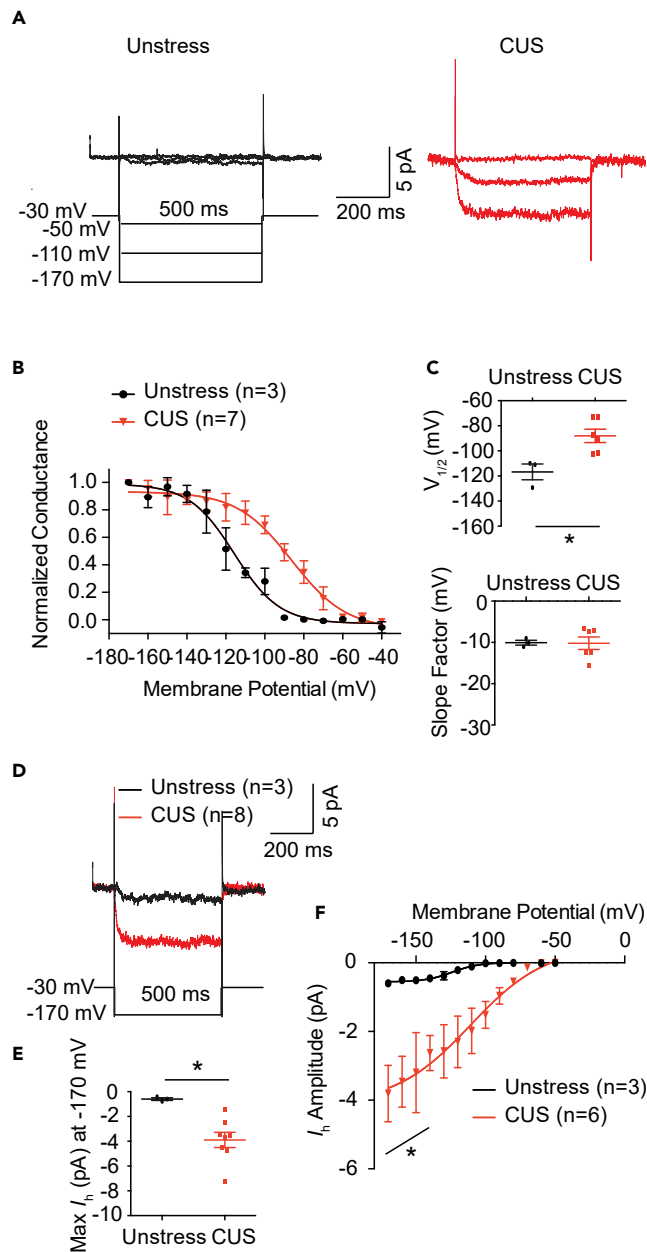 A
Unstress
CUS
5 pA
200 ms
-30 mV
500 ms
-50 mV
-110 mV
-170 mV
B
Unstress (n=3)
CUS (n=7)
Normalized Conductance
1.0
0.8
0.6
0.4
0.2
0.0
-180 -160 -140 -120 -100 -80 -60 -40
Membrane Potential (mV)
C
Unstress CUS
V1/2 (mV)
-60
-80
-100
-120
-140
-160
*
Unstress CUS
Slope Factor (mV)
0
-10
-20
-30
D
Unstress (n=3)
CUS (n=8)
5 pA
200 ms
-30 mV
500 ms
-170 mV
E
*
Max Ih (pA) at -170 mV
0
-2
-4
-6
-8
-10
Unstress CUS
F
Membrane Potential (mV)
-150 -100 -50 0
Ih Amplitude (pA)
0
-2
-4
-6
Unstress (n=3)
CUS (n=6)
*